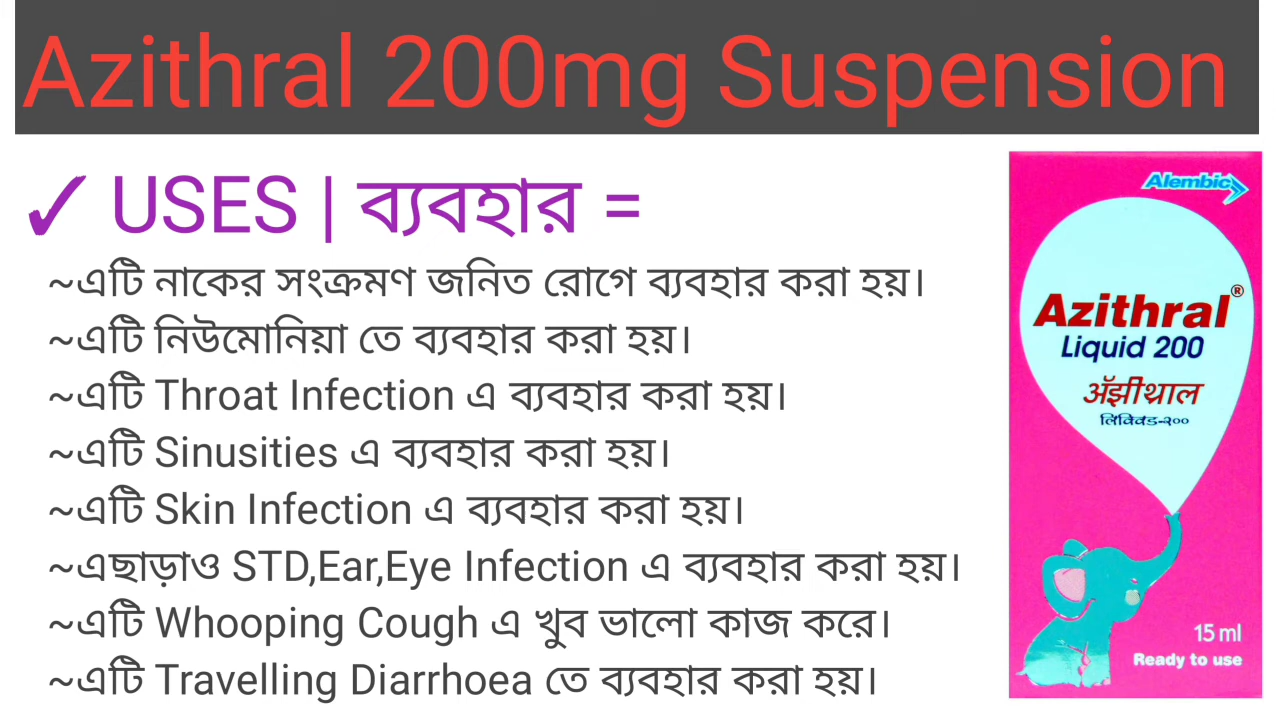 Azithral 200mg Suspension
✓ USES | ব্যবহার =
~এটি নাকের সংক্রমণ জনিত রোগে ব্যবহার করা হয়।
~এটি নিউমোনিয়া তে ব্যবহার করা হয়।
~এটি Throat Infection এ ব্যবহার করা হয়।
~এটি Sinusities এ ব্যবহার করা হয়।
~এটি Skin Infection এ ব্যবহার করা হয়।
~এছাড়াও STD,Ear,Eye Infection এ ব্যবহার করা হয়।
~এটি Whooping Cough এ খুব ভালো কাজ করে।
~এটি Travelling Diarrhoea তে ব্যবহার করা হয়।
Alembic
Azithral®
Liquid 200
ॲझीथ्राल
लिक्विड-२००
15 ml
Ready to use